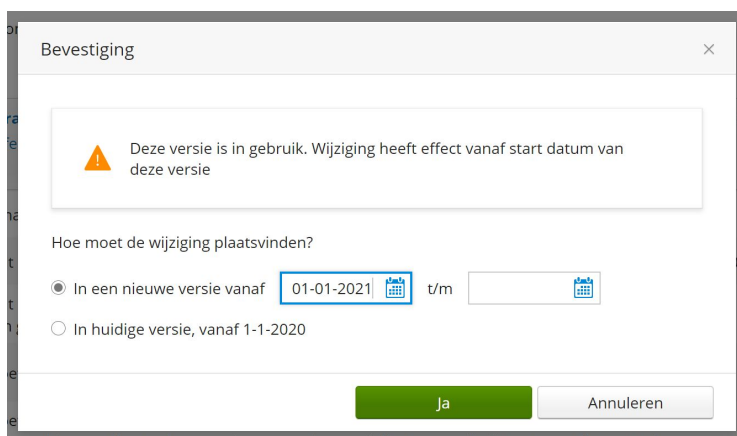 Bevestiging
Deze versie is in gebruik. Wijziging heeft effect vanaf start datum van
deze versie
Hoe moet de wijziging plaatsvinden?
In een nieuwe versie vanaf 01-01-2021 t/m
In huidige versie, vanaf 1-1-2020
Ja Annuleren